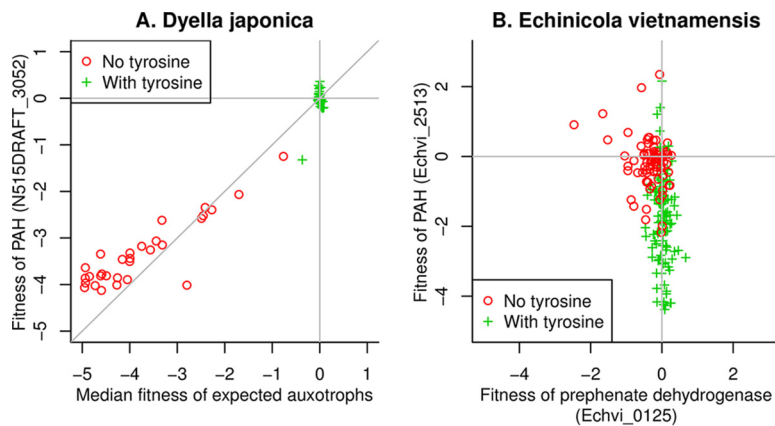 A. Dyella japonica
No tyrosine
With tyrosine
Fitness of PAH (N515DRAFT_3052)
1
0
−1
−2
−3
−4
−5
−5 −4 −3 −2 −1 0 1
Median fitness of expected auxotrophs
B. Echinicola vietnamensis
Fitness of PAH (Echvi_2513)
2
0
−2
−4
No tyrosine
With tyrosine
−4 −2 0 2
Fitness of prephenate dehydrogenase
(Echvi_0125)